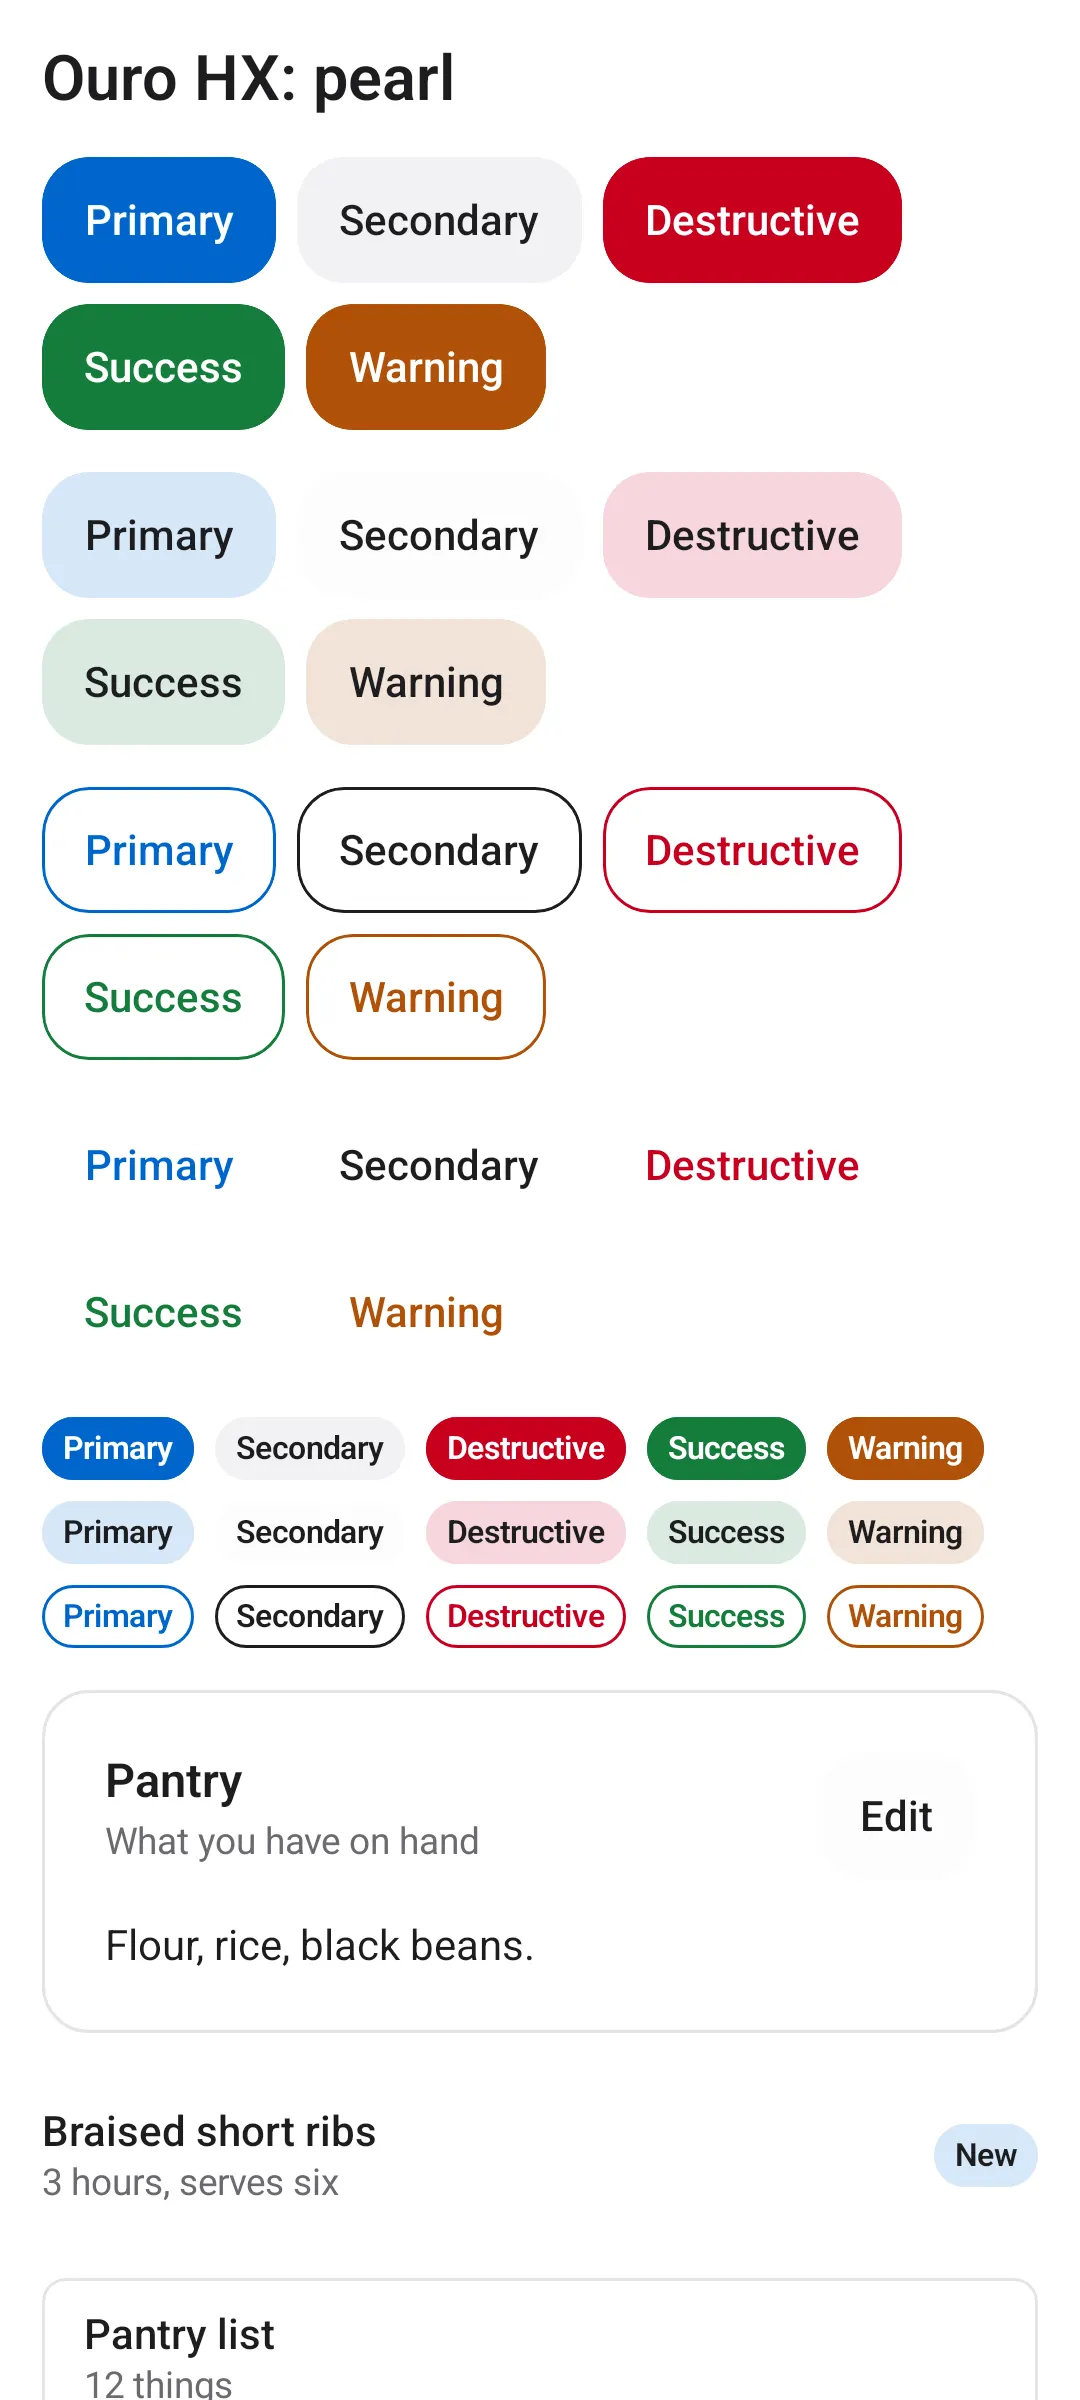 Ouro HX: pearl
Primary Secondary Destructive
Success Warning
Primary Secondary Destructive
Success Warning
Primary Secondary Destructive
Success Warning
Primary Secondary Destructive
Success Warning
Primary Secondary Destructive Success Warning
Primary Secondary Destructive Success Warning
Primary Secondary Destructive Success Warning
Pantry
Edit
What you have on hand
Flour, rice, black beans.
Braised short ribs
New
3 hours, serves six
Pantry list
12 things